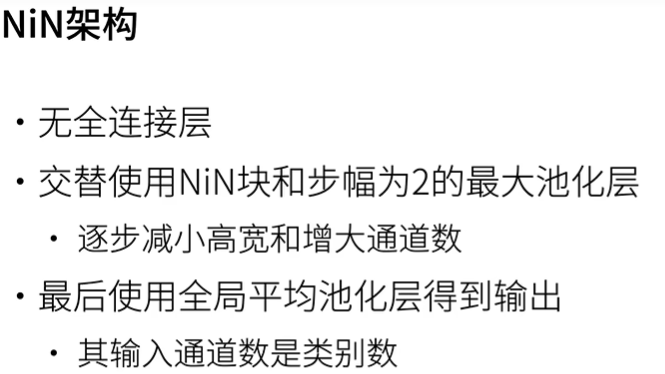 NiN架构
• 无全连接层
• 交替使用NiN块和步幅为2的最大池化层
• 逐步减小高宽和增大通道数
• 最后使用全局平均池化层得到输出
• 其输入通道数是类别数